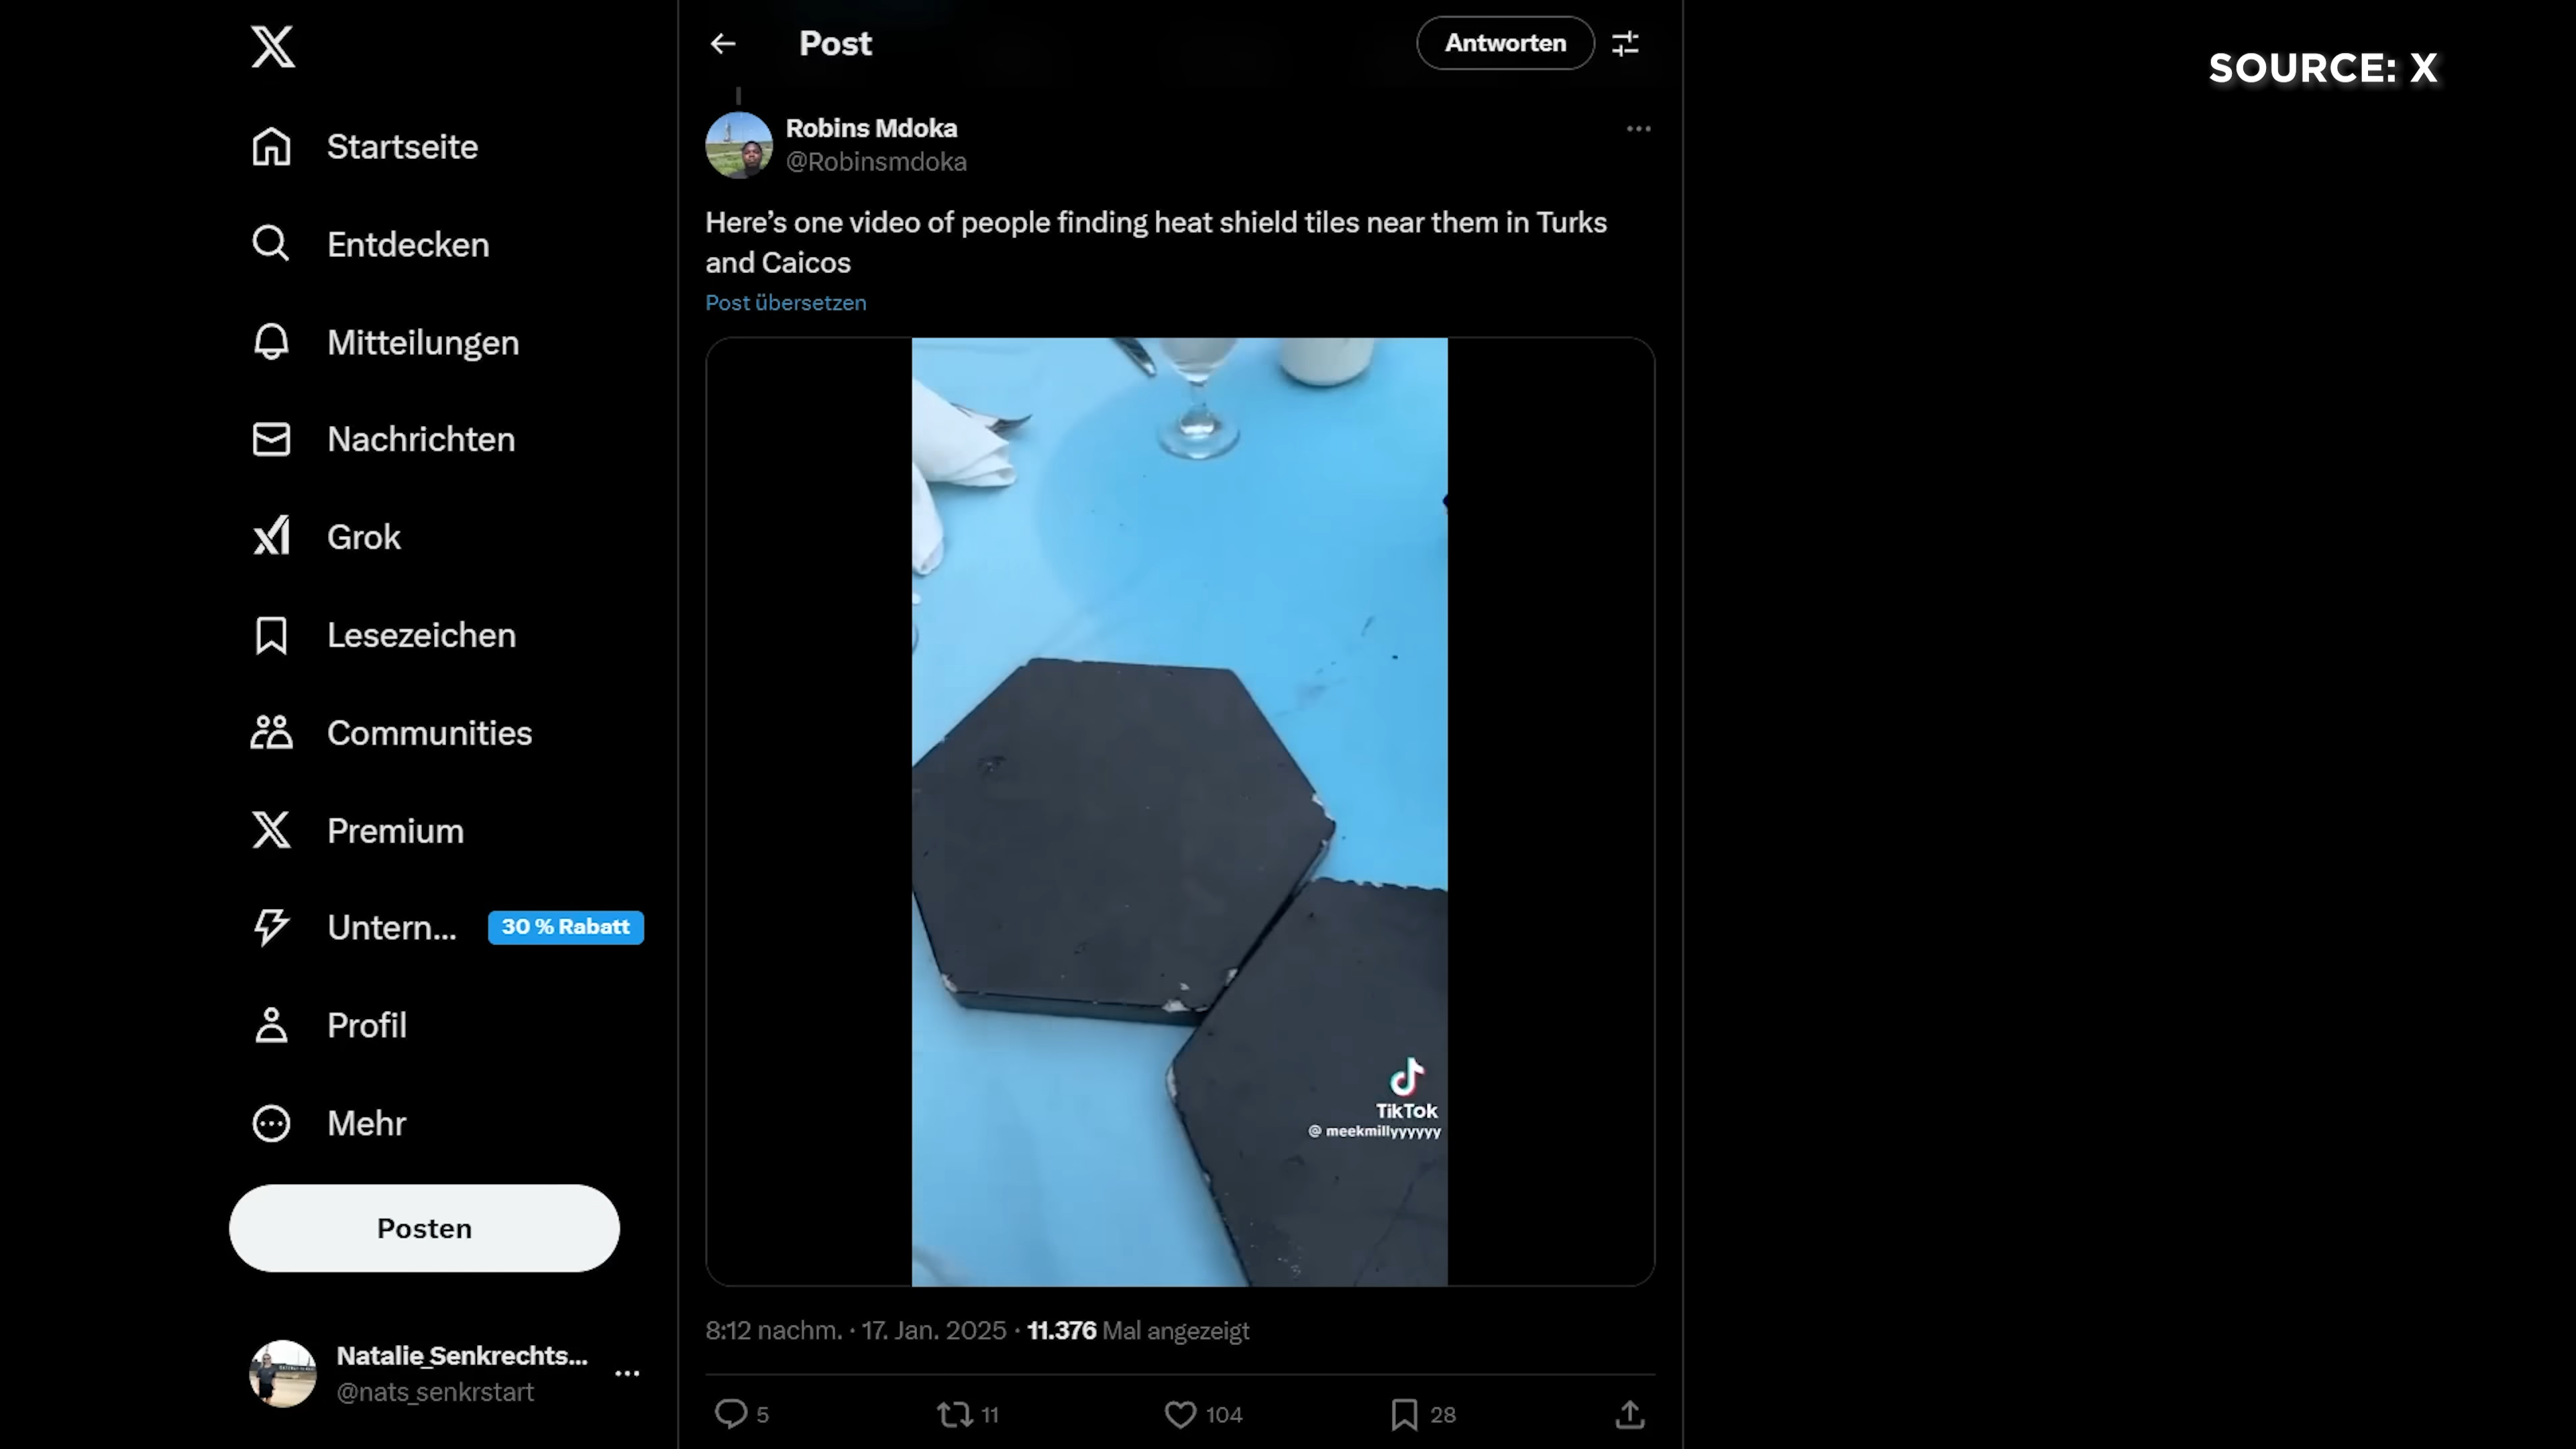 SOURCE: X
Post
Antworten
Startseite
Entdecken
Mitteilungen
Nachrichten
Grok
Lesezeichen
Communities
Premium
Untern... 30 % Rabatt
Profil
Mehr
Posten
Natalie_Senkrechts...
@nats_senkrstart
Robins Mdoka
@Robinsmdoka
Here’s one video of people finding heat shield tiles near them in Turks
and Caicos
Post übersetzen
TikTok
@ meekmillyyyyyy
8:12 nachm. · 17. Jan. 2025 · 11.376 Mal angezeigt
5 11 104 28